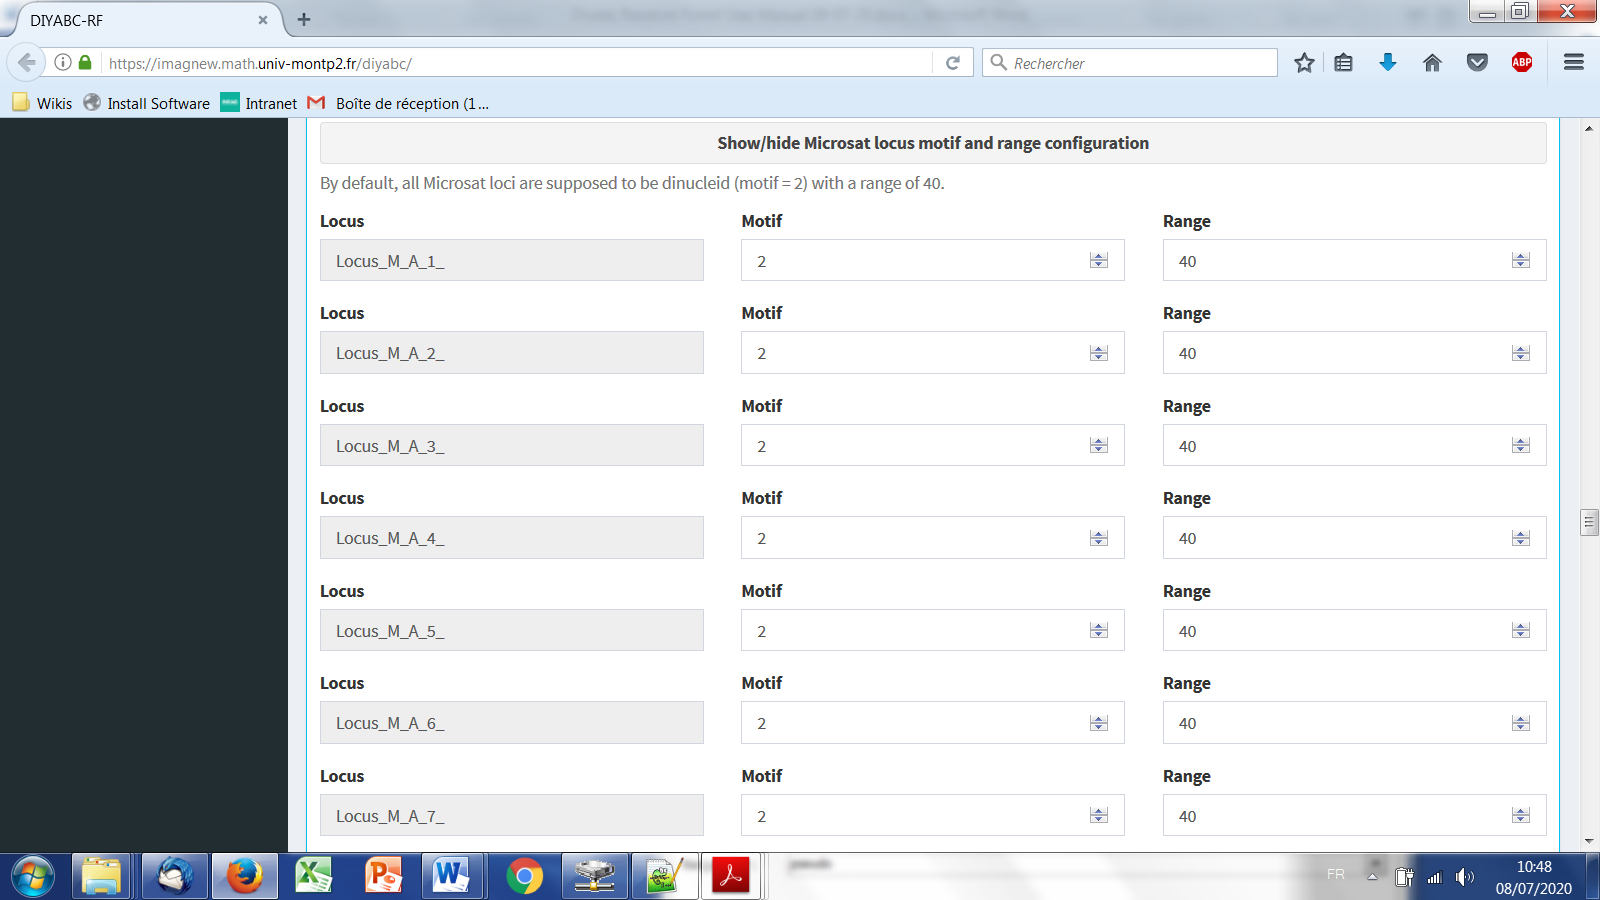 DIYABC-RF
https://imagnew.math.univ-montp2.fr/diyabc/
Rechercher
ABP
Wikis
Install Software
Intranet
Boîte de réception (1 ...
Show/hide Microsat locus motif and range configuration
By default, all Microsat loci are supposed to be dinucleid (motif = 2) with a range of 40.
Locus Motif Range
Locus_M_A_1_ 2 40
Locus Motif Range
Locus_M_A_2_ 2 40
Locus Motif Range
Locus_M_A_3_ 2 40
Locus Motif Range
Locus_M_A_4_ 2 40
Locus Motif Range
Locus_M_A_5_ 2 40
Locus Motif Range
Locus_M_A_6_ 2 40
Locus Motif Range
Locus_M_A_7_ 2 40
FR
10:48
08/07/2020